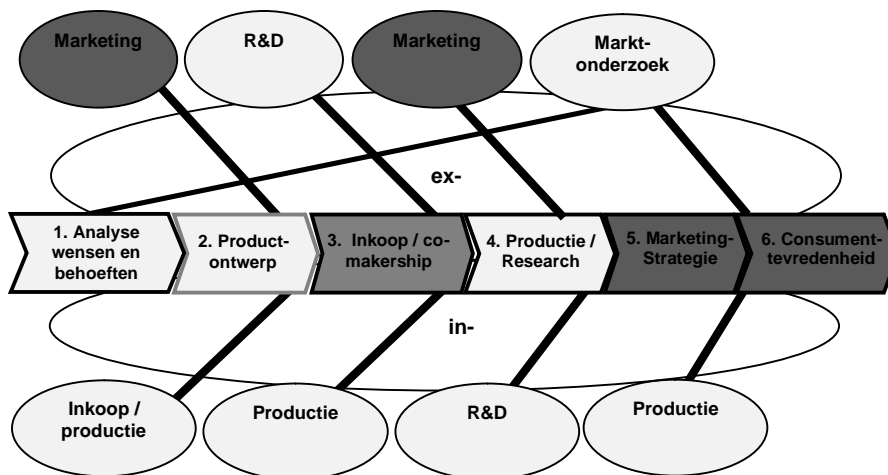 Marketing
R&D
Marketing
Markt-
onderzoek
ex-
1. Analyse
wensen en
behoeften
2. Product-
ontwerp
3. Inkoop / co-
makership
4. Productie /
Research
5. Marketing-
Strategie
6. Consument-
tevredenheid
in-
Inkoop /
productie
Productie
R&D
Productie